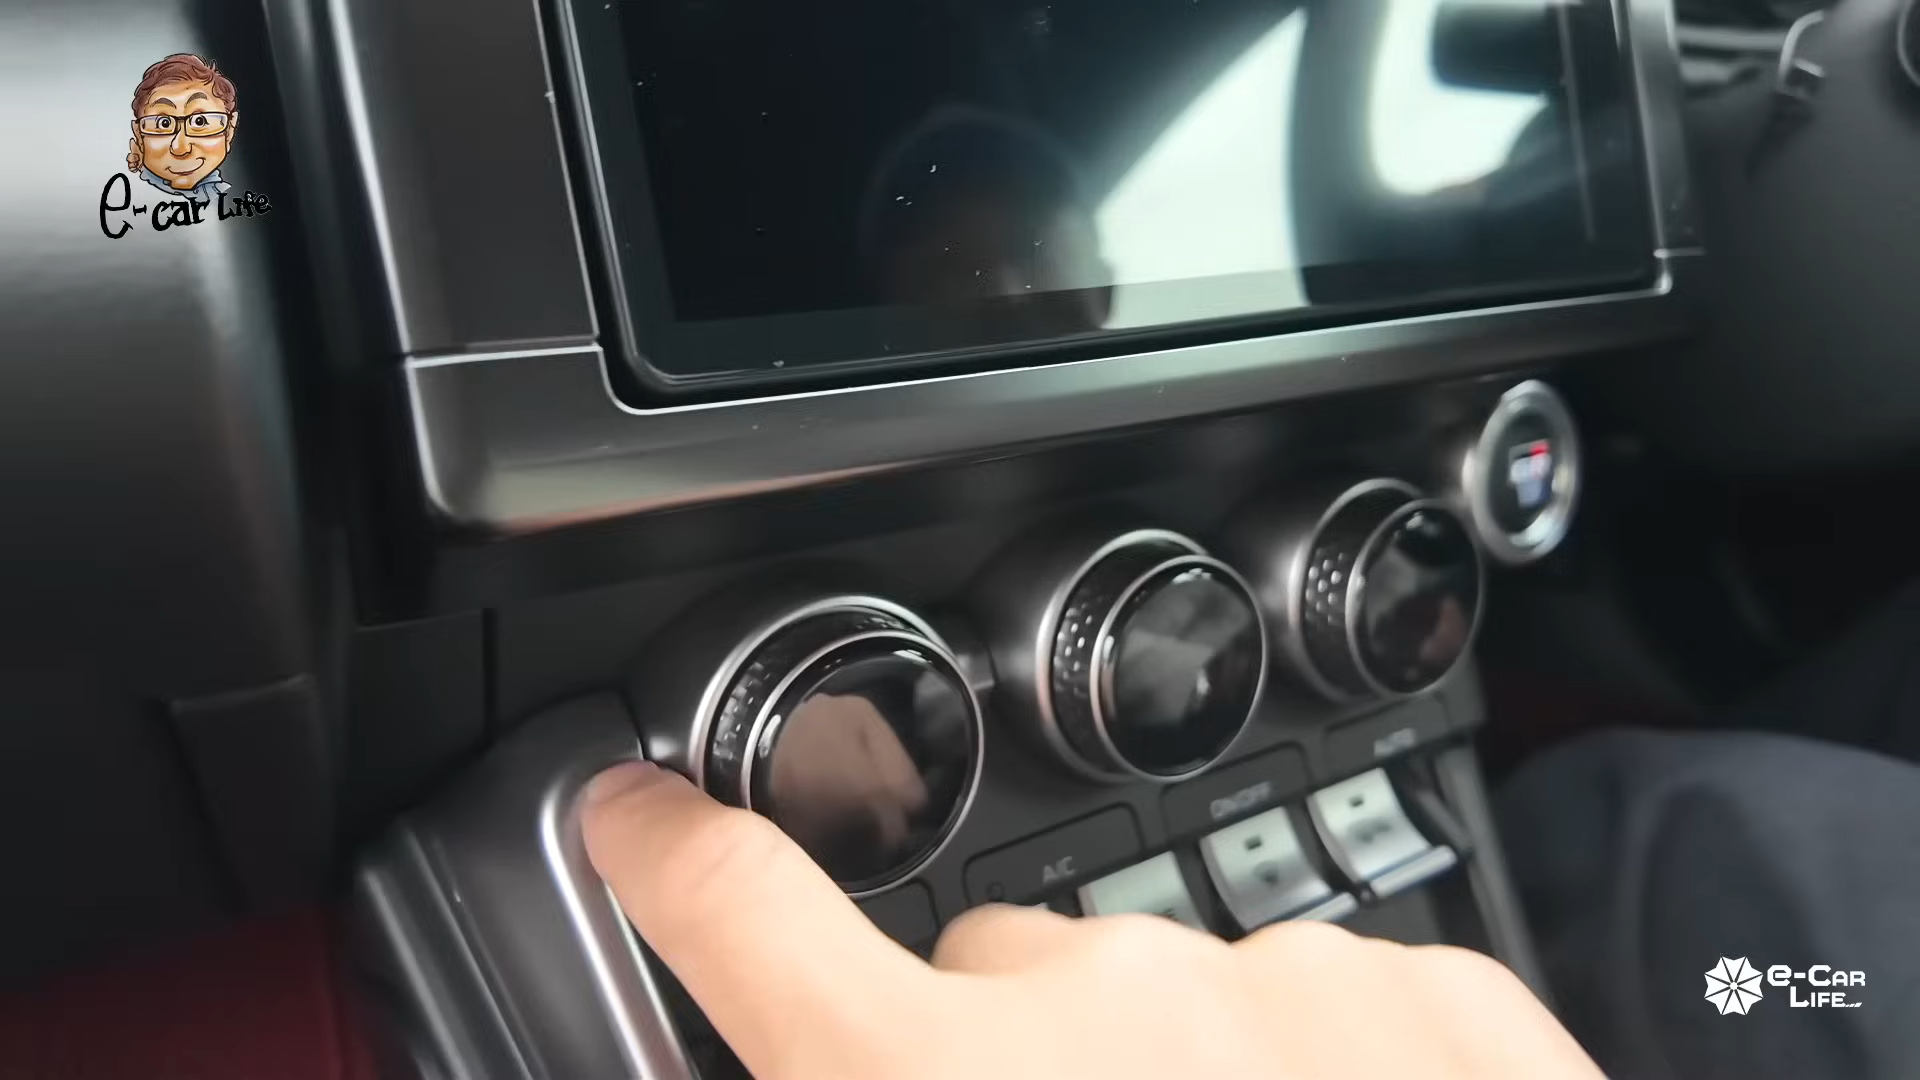 e-car Life
A/C
ON/OFF
AUTO
e-Car
Life...